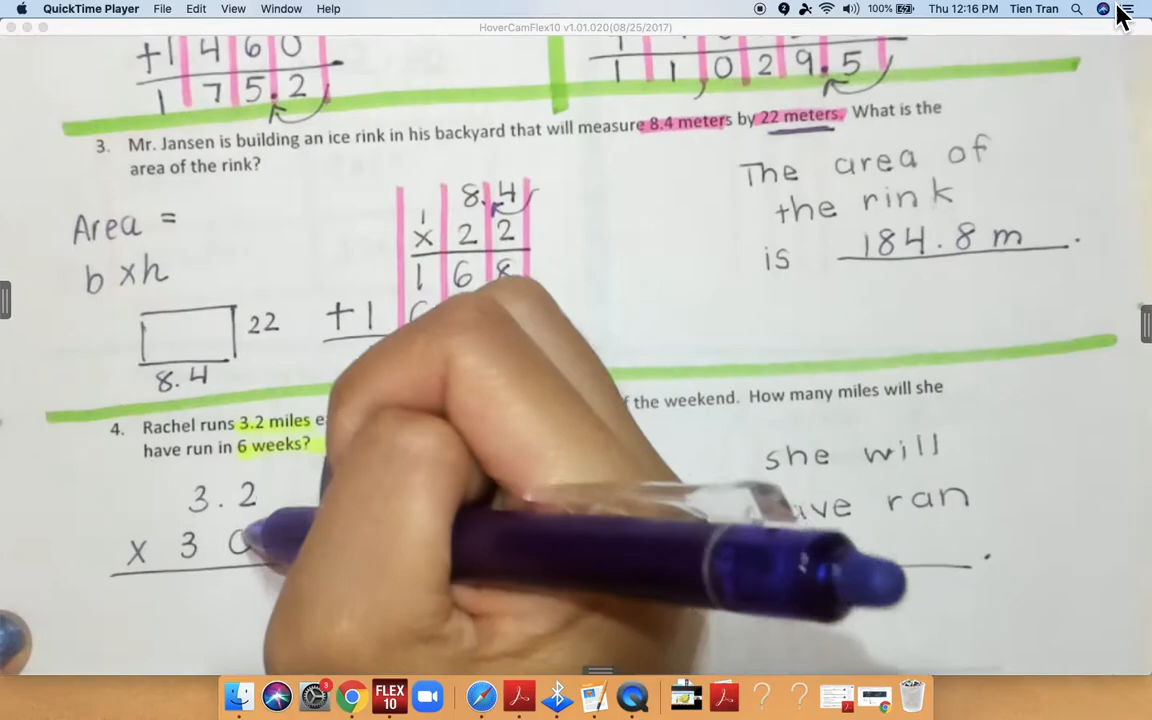 QuickTime Player File Edit View Window Help 100% Thu 12:16 PM Tien Tran
HoverCamFlex10 v1.01.020(08/25/2017)
+1 4 6 0
1 7 5.2
1 1,0 2 9.5
3. Mr. Jansen is building an ice rink in his backyard that will measure 8.4 meters by 22 meters. What is the
area of the rink?
Area =
b x h
22
8.4
8.4
1
x 2 2
1 6 8
+1
The area of
the rink
is 184.8 m.
4. Rachel runs 3.2 miles
the weekend. How many miles will she
have run in 6 weeks?
3.2
x 3 0
she will
ran
FLEX
10
3